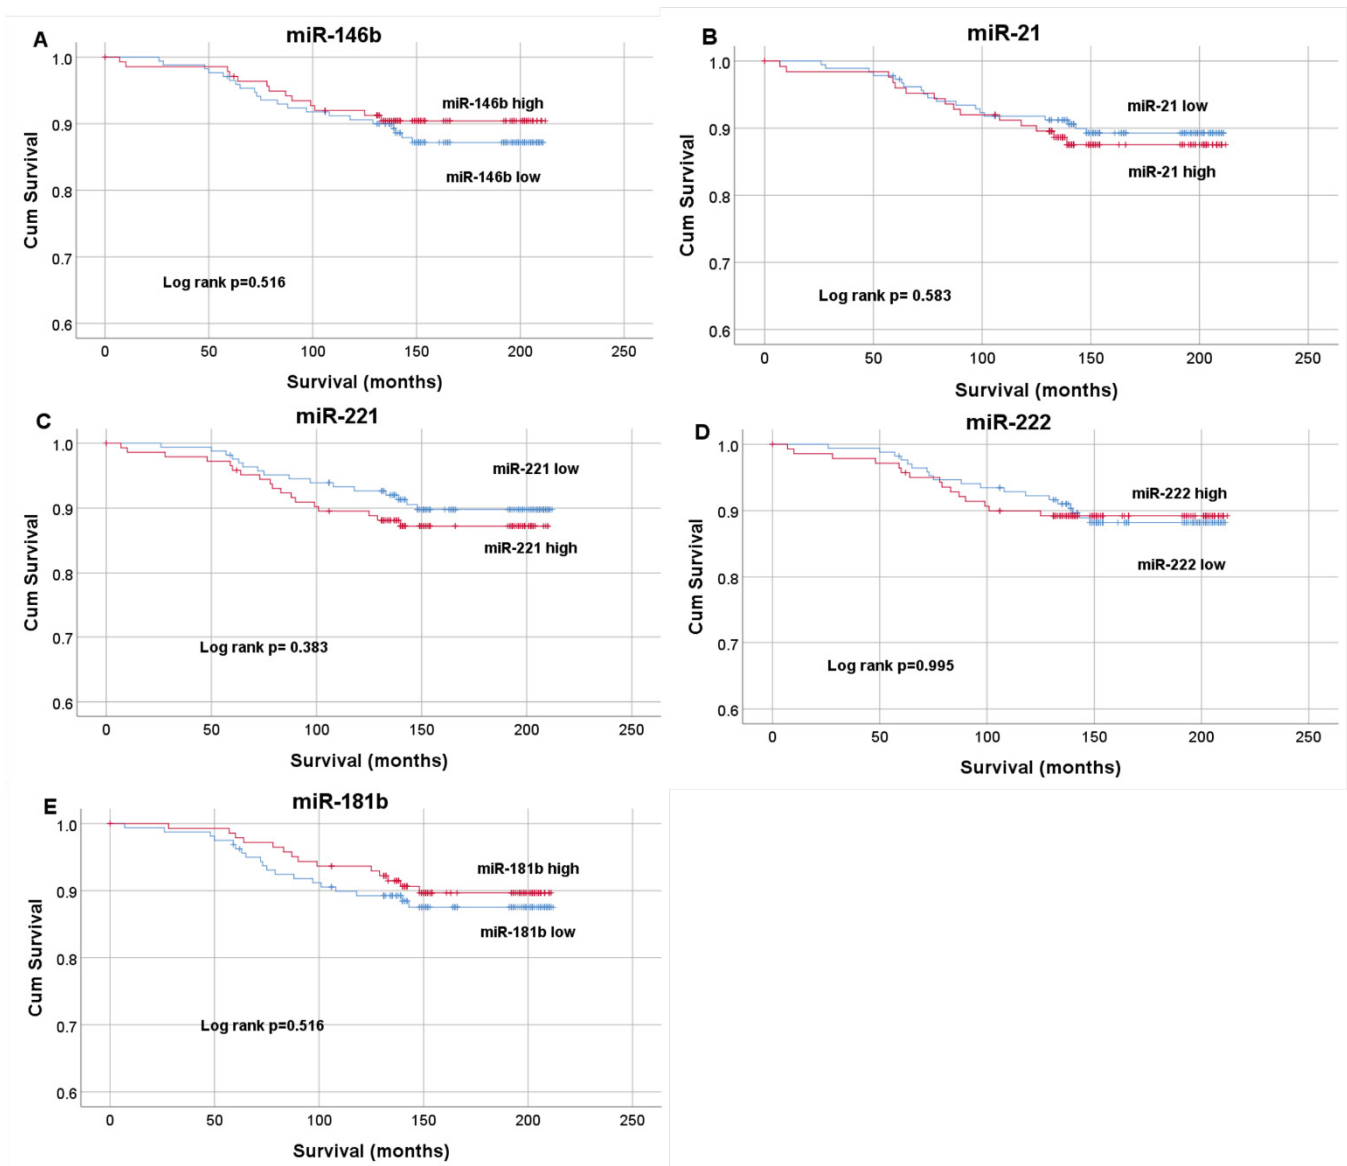 A
miR-146b
1.0
0.9
0.8
0.7
0.6
Cum Survival
miR-146b high
miR-146b low
Log rank p=0.516
0 50 100 150 200 250
Survival (months)
B
miR-21
1.0
0.9
0.8
0.7
0.6
Cum Survival
miR-21 low
miR-21 high
Log rank p= 0.583
0 50 100 150 200 250
Survival (months)
C
miR-221
1.0
0.9
0.8
0.7
0.6
Cum Survival
miR-221 low
miR-221 high
Log rank p= 0.383
0 50 100 150 200 250
Survival (months)
D
miR-222
1.0
0.9
0.8
0.7
0.6
Cum Survival
miR-222 high
miR-222 low
Log rank p=0.995
0 50 100 150 200 250
Survival (months)
E
miR-181b
1.0
0.9
0.8
0.7
0.6
Cum Survival
miR-181b high
miR-181b low
Log rank p=0.516
0 50 100 150 200 250
Survival (months)